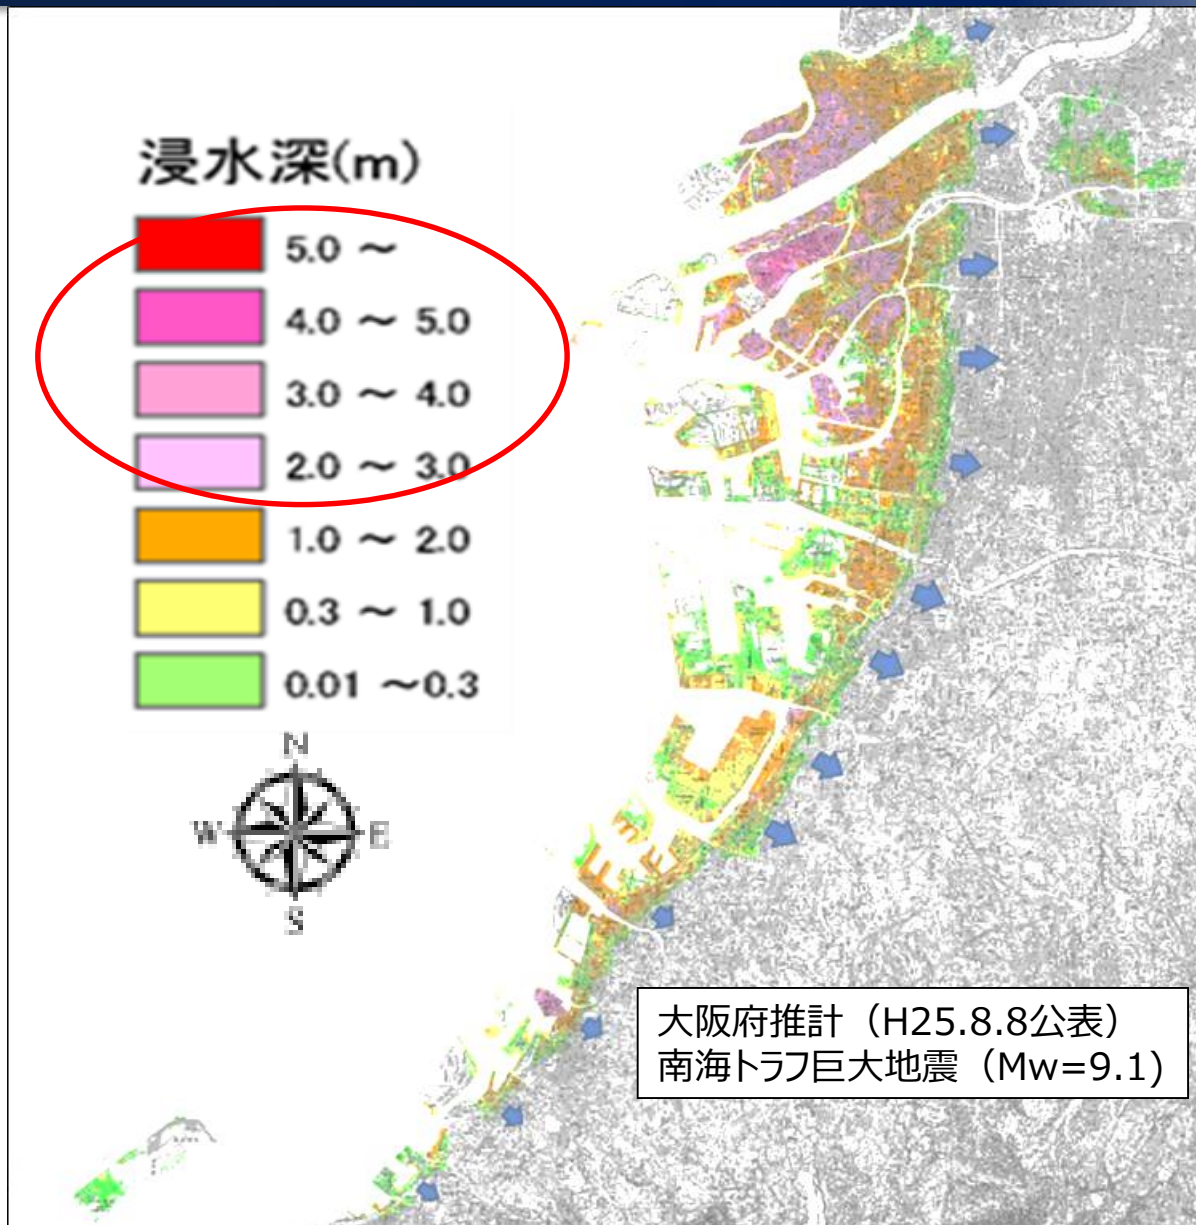 浸水深(m)
5.0 ～
4.0 ～ 5.0
3.0 ～ 4.0
2.0 ～ 3.0
1.0 ～ 2.0
0.3 ～ 1.0
0.01 ～0.3
N
W E
S
大阪府推計（H25.8.8公表）
南海トラフ巨大地震（Mw=9.1)